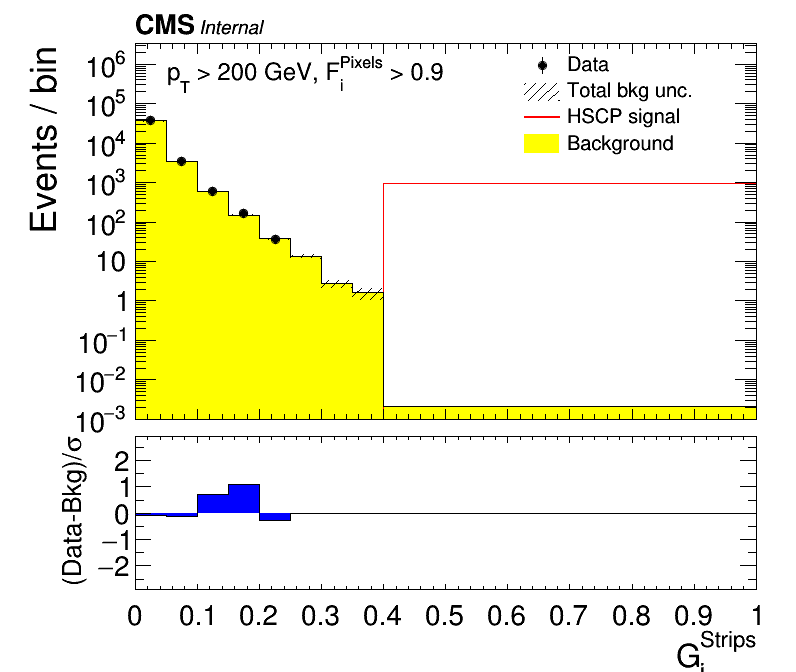 CMS Internal
Events / bin
10^6
10^5
10^4
10^3
10^2
10
1
10^−1
10^−2
10^−3
p_T > 200 GeV, F_i^Pixels > 0.9
Data
Total bkg unc.
HSCP signal
Background
(Data-Bkg)/σ
2
1
0
−1
−2
0 0.1 0.2 0.3 0.4 0.5 0.6 0.7 0.8 0.9 1
G_i^Strips